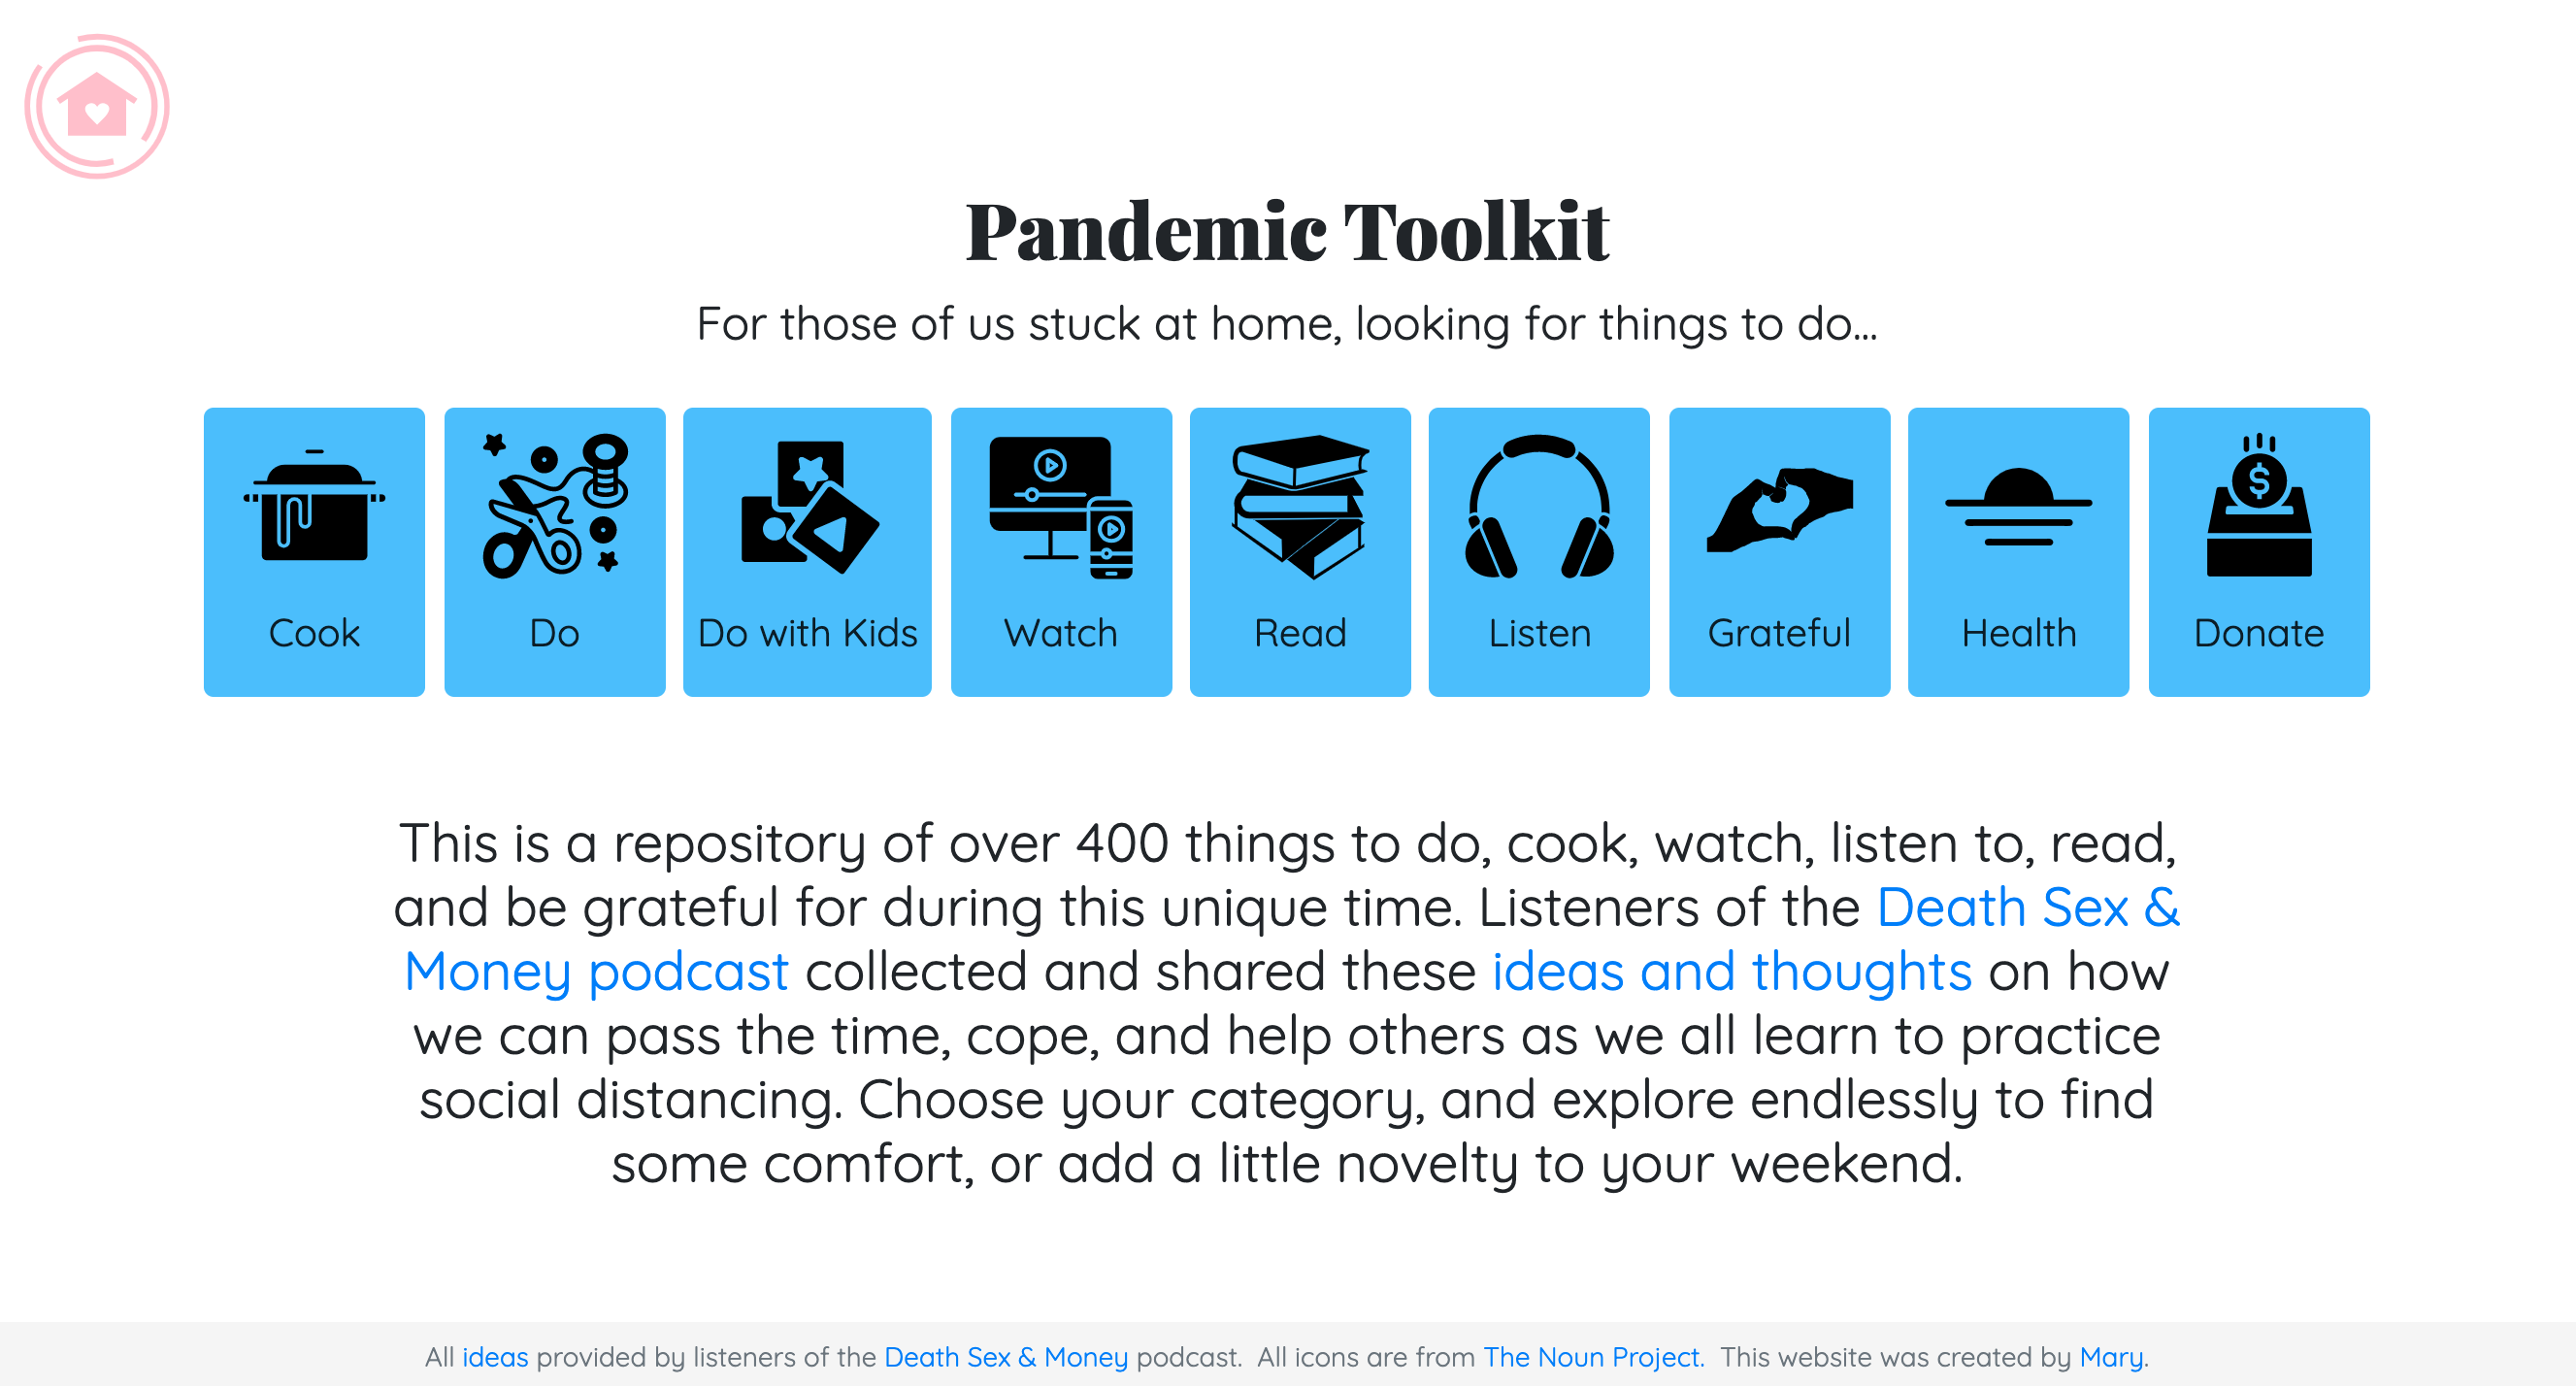 Pandemic Toolkit
For those of us stuck at home, looking for things to do...
Cook
Do
Do with Kids
Watch
Read
Listen
Grateful
Health
Donate
This is a repository of over 400 things to do, cook, watch, listen to, read,
and be grateful for during this unique time. Listeners of the Death Sex &
Money podcast collected and shared these ideas and thoughts on how
we can pass the time, cope, and help others as we all learn to practice
social distancing. Choose your category, and explore endlessly to find
some comfort, or add a little novelty to your weekend.
All ideas provided by listeners of the Death Sex & Money podcast. All icons are from The Noun Project. This website was created by Mary.